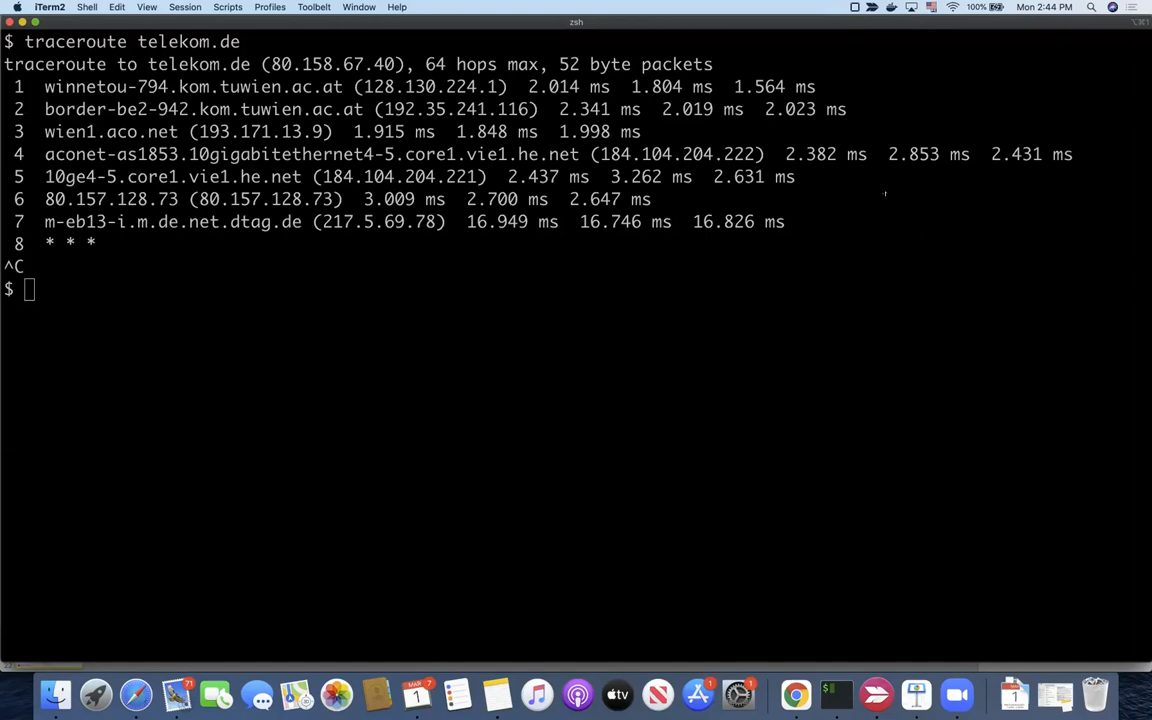 iTerm2 Shell Edit View Session Scripts Profiles Toolbelt Window Help 100% Mon 2:44 PM
zsh
⌥⌘1
$ traceroute telekom.de
traceroute to telekom.de (80.158.67.40), 64 hops max, 52 byte packets
1 winnetou-794.kom.tuwien.ac.at (128.130.224.1) 2.014 ms 1.804 ms 1.564 ms
2 border-be2-942.kom.tuwien.ac.at (192.35.241.116) 2.341 ms 2.019 ms 2.023 ms
3 wien1.aco.net (193.171.13.9) 1.915 ms 1.848 ms 1.998 ms
4 aconet-as1853.10gigabitethernet4-5.core1.vie1.he.net (184.104.204.222) 2.382 ms 2.853 ms 2.431 ms
5 10ge4-5.core1.vie1.he.net (184.104.204.221) 2.437 ms 3.262 ms 2.631 ms
6 80.157.128.73 (80.157.128.73) 3.009 ms 2.700 ms 2.647 ms
7 m-eb13-i.m.de.net.dtag.de (217.5.69.78) 16.949 ms 16.746 ms 16.826 ms
8 * * *
^C
$
71 MAR 7 1 tv 1 1 $ 1